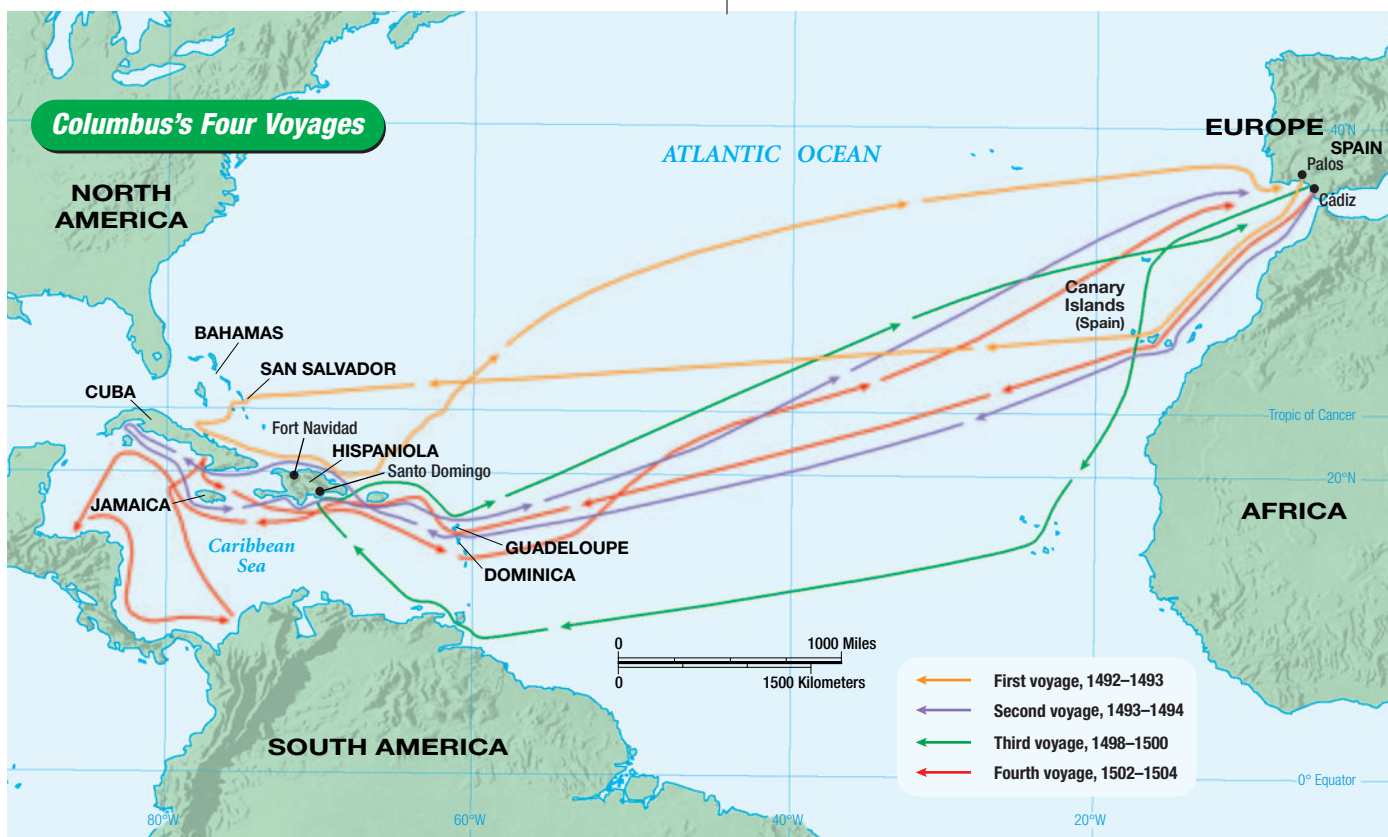 Columbus's Four Voyages
NORTH
AMERICA
ATLANTIC OCEAN
EUROPE
40°N
SPAIN
Palos
Cádiz
Canary
Islands
(Spain)
BAHAMAS
SAN SALVADOR
CUBA
Fort Navidad
HISPANIOLA
Santo Domingo
JAMAICA
Caribbean
Sea
GUADELOUPE
DOMINICA
Tropic of Cancer
20°N
AFRICA
SOUTH AMERICA
0 1000 Miles
0 1500 Kilometers
First voyage, 1492–1493
Second voyage, 1493–1494
Third voyage, 1498–1500
Fourth voyage, 1502–1504
0° Equator
80°W
60°W
40°W
20°W